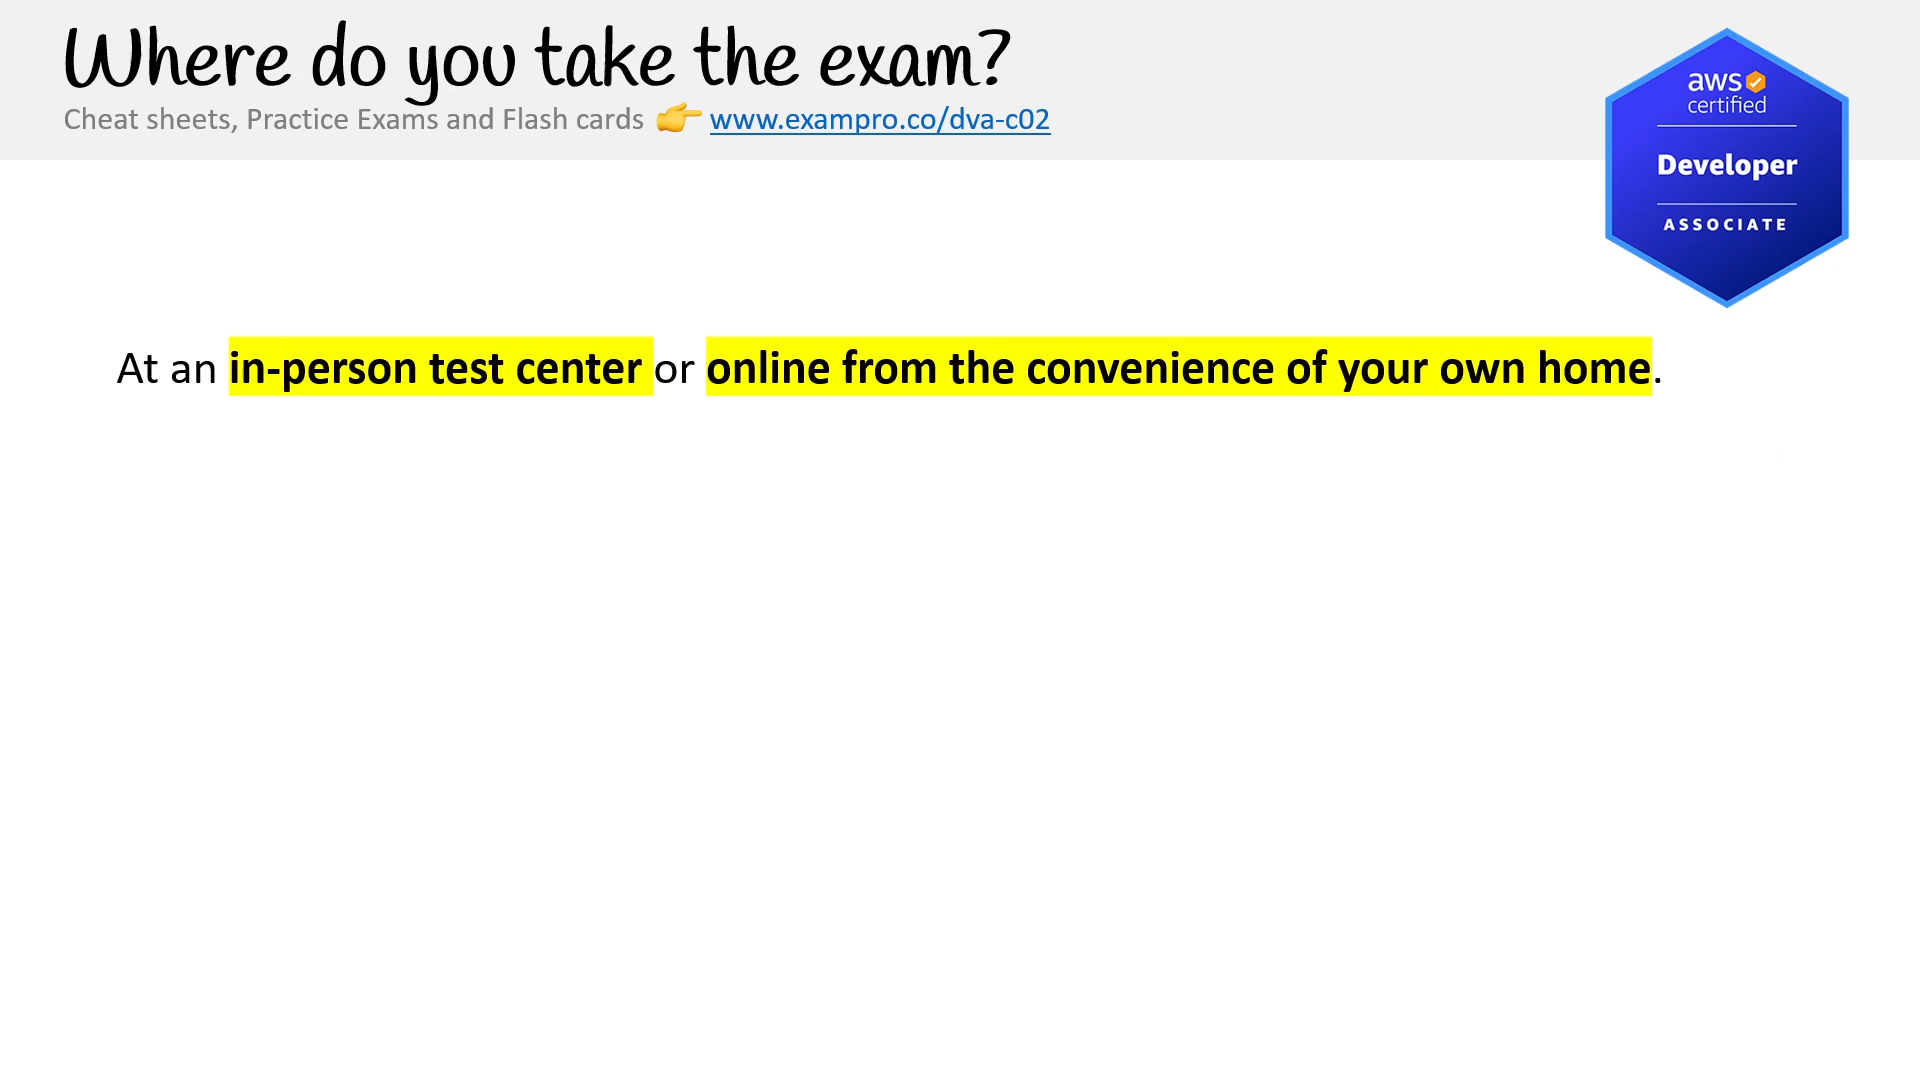 Where do you take the exam?
Cheat sheets, Practice Exams and Flash cards 👉 www.exampro.co/dva-c02
aws
certified
Developer
ASSOCIATE
At an in-person test center or online from the convenience of your own home.